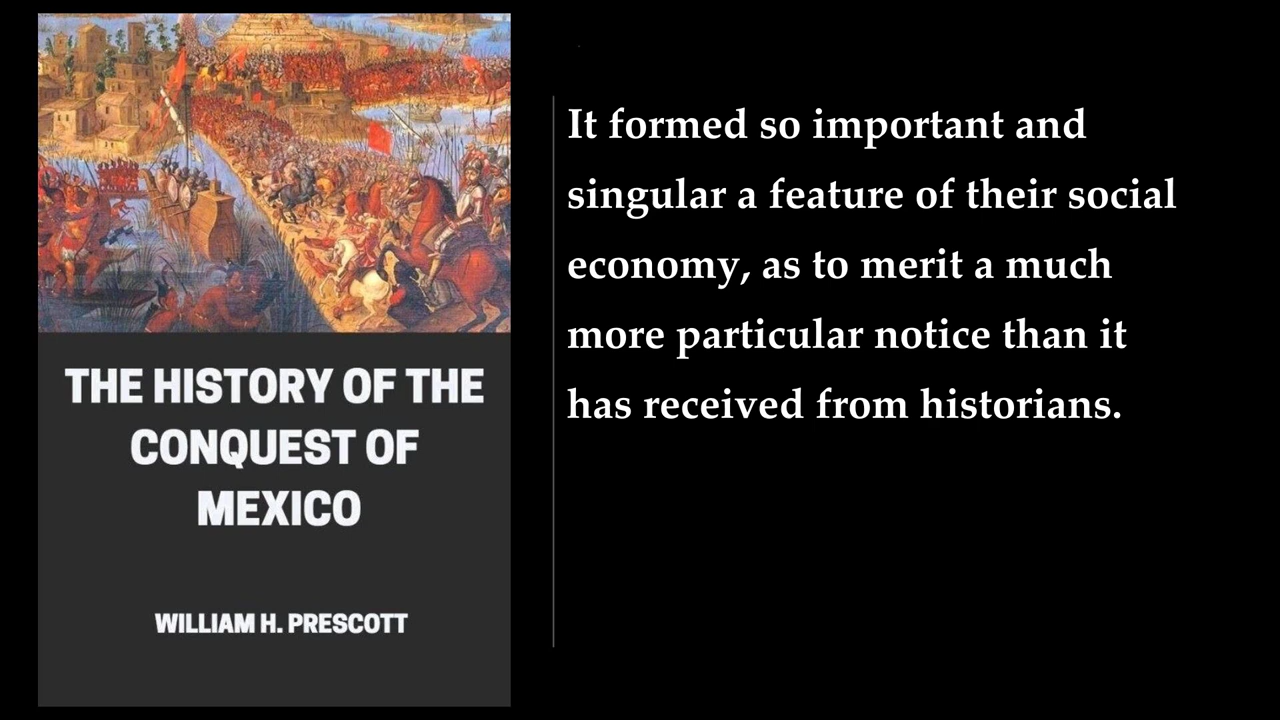 THE HISTORY OF THE
CONQUEST OF
MEXICO
WILLIAM H. PRESCOTT
It formed so important and
singular a feature of their social
economy, as to merit a much
more particular notice than it
has received from historians.